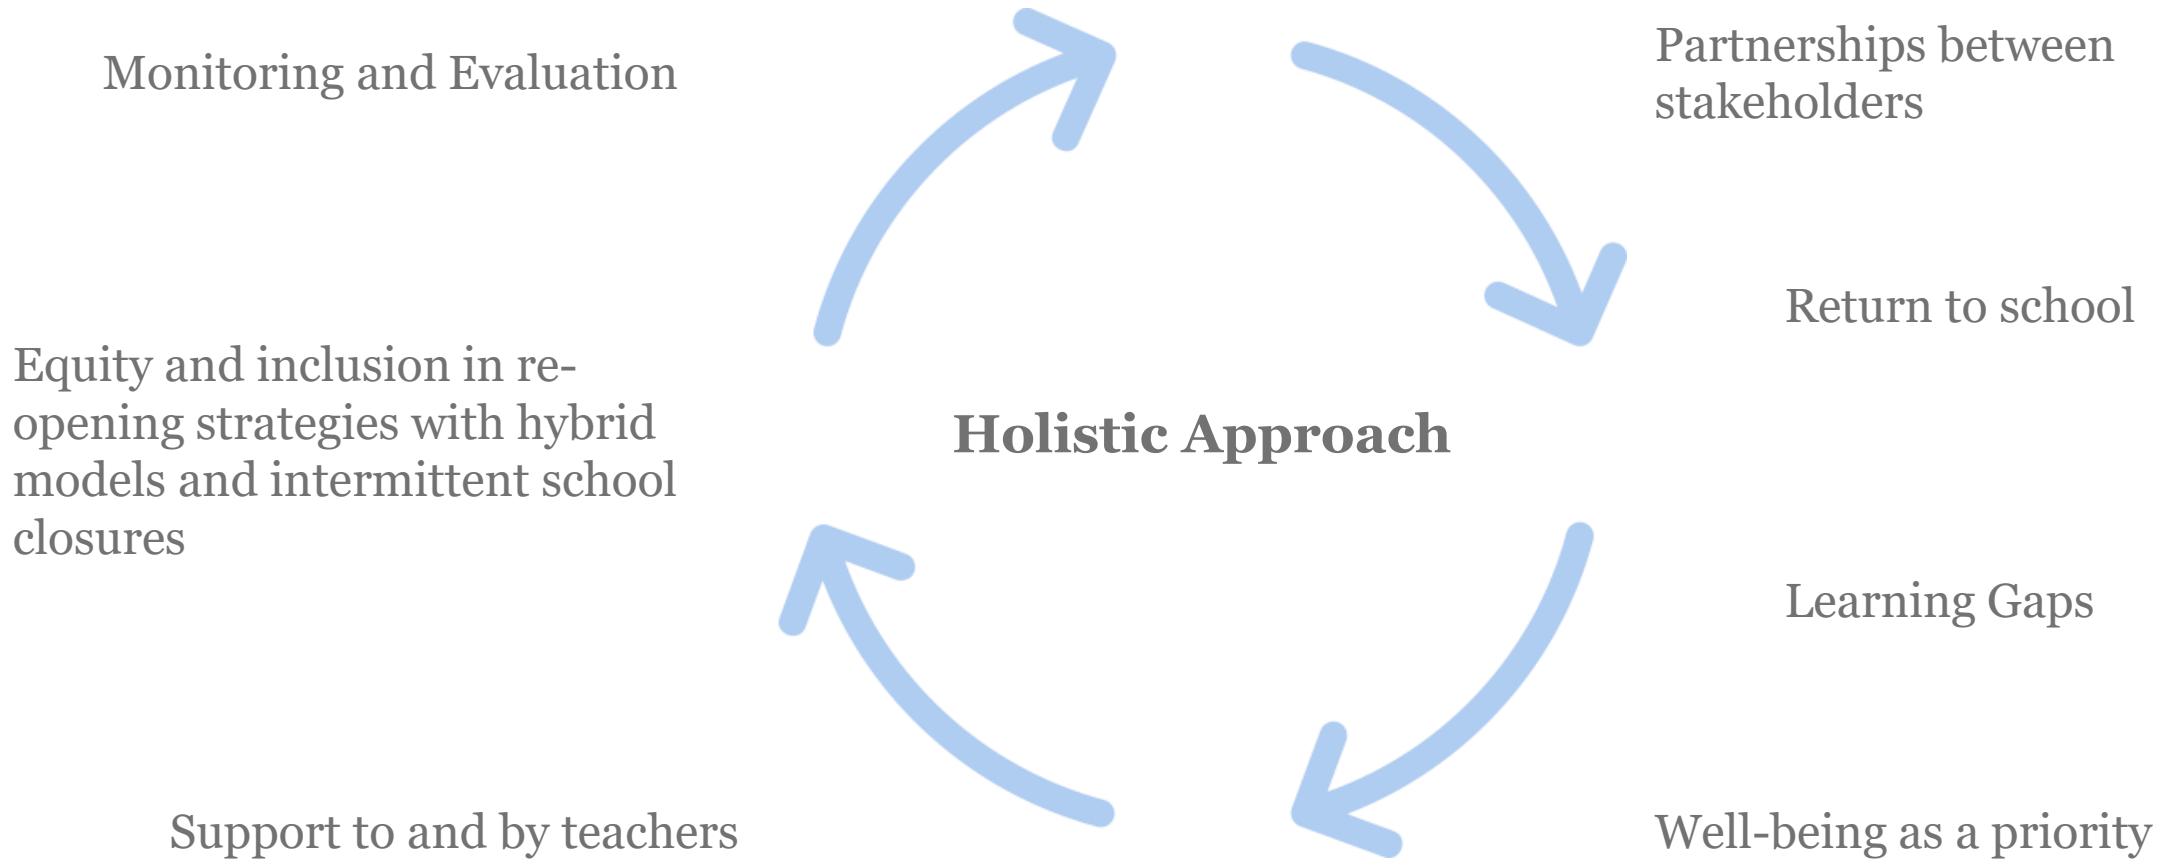 Monitoring and Evaluation
Partnerships between
stakeholders
Return to school
Equity and inclusion in re-
opening strategies with hybrid
models and intermittent school
closures
Holistic Approach
Learning Gaps
Support to and by teachers
Well-being as a priority